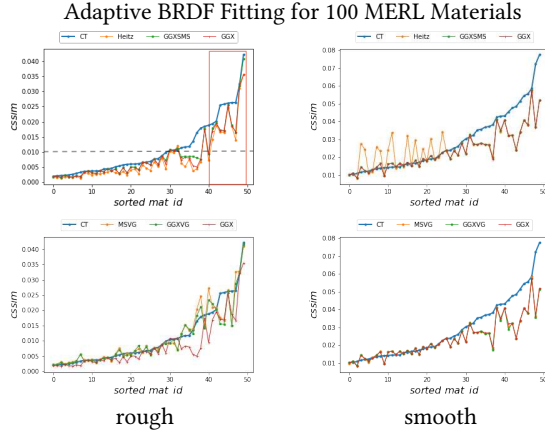 Adaptive BRDF Fitting for 100 MERL Materials
CT Heitz GGXSMS GGX
cssim
0.040
0.035
0.030
0.025
0.020
0.015
0.010
0.005
0.000
0 10 20 30 40 50
sorted mat id
CT Heitz GGXSMS GGX
cssim
0.08
0.07
0.06
0.05
0.04
0.03
0.02
0.01
0 10 20 30 40 50
sorted mat id
CT MSVG GGXVG GGX
cssim
0.040
0.035
0.030
0.025
0.020
0.015
0.010
0.005
0.000
0 10 20 30 40 50
sorted mat id
rough
CT MSVG GGXVG GGX
cssim
0.08
0.07
0.06
0.05
0.04
0.03
0.02
0.01
0 10 20 30 40 50
sorted mat id
smooth